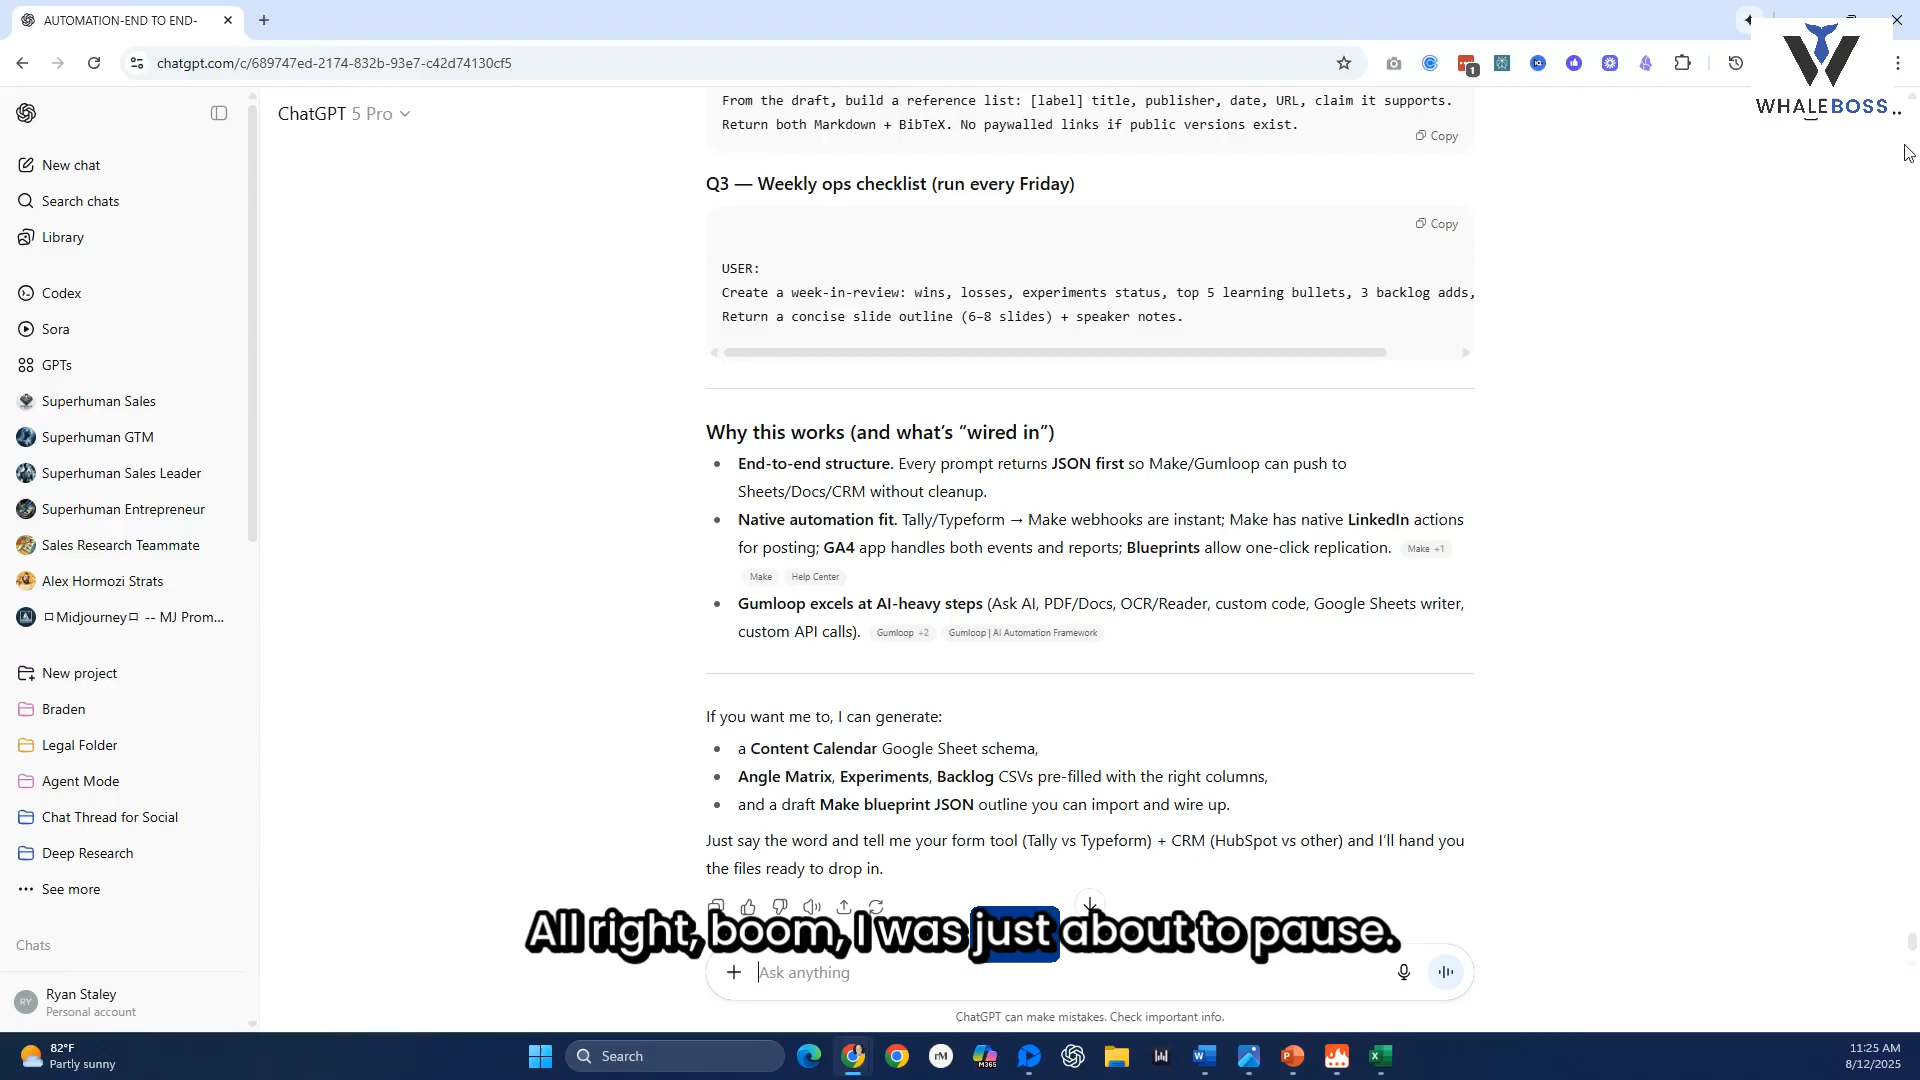 AUTOMATION-END TO END-
chatgpt.com/c/689747ed-2174-832b-93e7-c42d74130cf5
1
WHALEBOSS
ChatGPT 5 Pro
New chat
Search chats
Library
Codex
Sora
GPTs
Superhuman Sales
Superhuman GTM
Superhuman Sales Leader
Superhuman Entrepreneur
Sales Research Teammate
Alex Hormozi Strats
Midjourney -- MJ Prom...
New project
Braden
Legal Folder
Agent Mode
Chat Thread for Social
Deep Research
See more
Chats
RY
Ryan Staley
Personal account
From the draft, build a reference list: [label] title, publisher, date, URL, claim it supports.
Return both Markdown + BibTeX. No paywalled links if public versions exist.
Copy
Q3 — Weekly ops checklist (run every Friday)
Copy
USER:
Create a week-in-review: wins, losses, experiments status, top 5 learning bullets, 3 backlog adds,
Return a concise slide outline (6–8 slides) + speaker notes.
Why this works (and what’s “wired in”)
End-to-end structure. Every prompt returns JSON first so Make/Gumloop can push to
Sheets/Docs/CRM without cleanup.
Native automation fit. Tally/Typeform → Make webhooks are instant; Make has native LinkedIn actions
for posting; GA4 app handles both events and reports; Blueprints allow one-click replication. Make +1
Make Help Center
Gumloop excels at AI-heavy steps (Ask AI, PDF/Docs, OCR/Reader, custom code, Google Sheets writer,
custom API calls). Gumloop +2 Gumloop | AI Automation Framework
If you want me to, I can generate:
a Content Calendar Google Sheet schema,
Angle Matrix, Experiments, Backlog CSVs pre-filled with the right columns,
and a draft Make blueprint JSON outline you can import and wire up.
Just say the word and tell me your form tool (Tally vs Typeform) + CRM (HubSpot vs other) and I’ll hand you
the files ready to drop in.
All right, boom, I was just about to pause.
Ask anything
ChatGPT can make mistakes. Check important info.
82°F
Partly sunny
Search
rM
M365
11:25 AM
8/12/2025